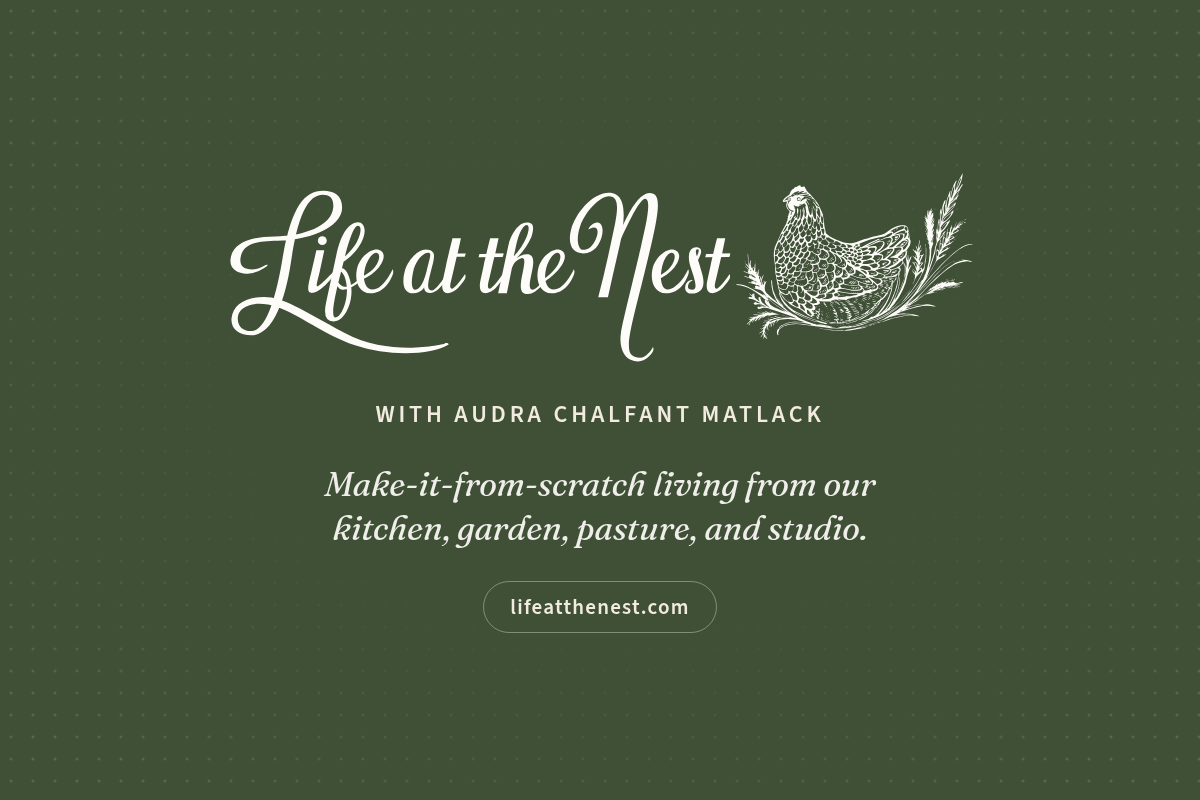 Life at the Nest
WITH AUDRA CHALFANT MATLACK
Make-it-from-scratch living from our
kitchen, garden, pasture, and studio.
lifeatthenest.com